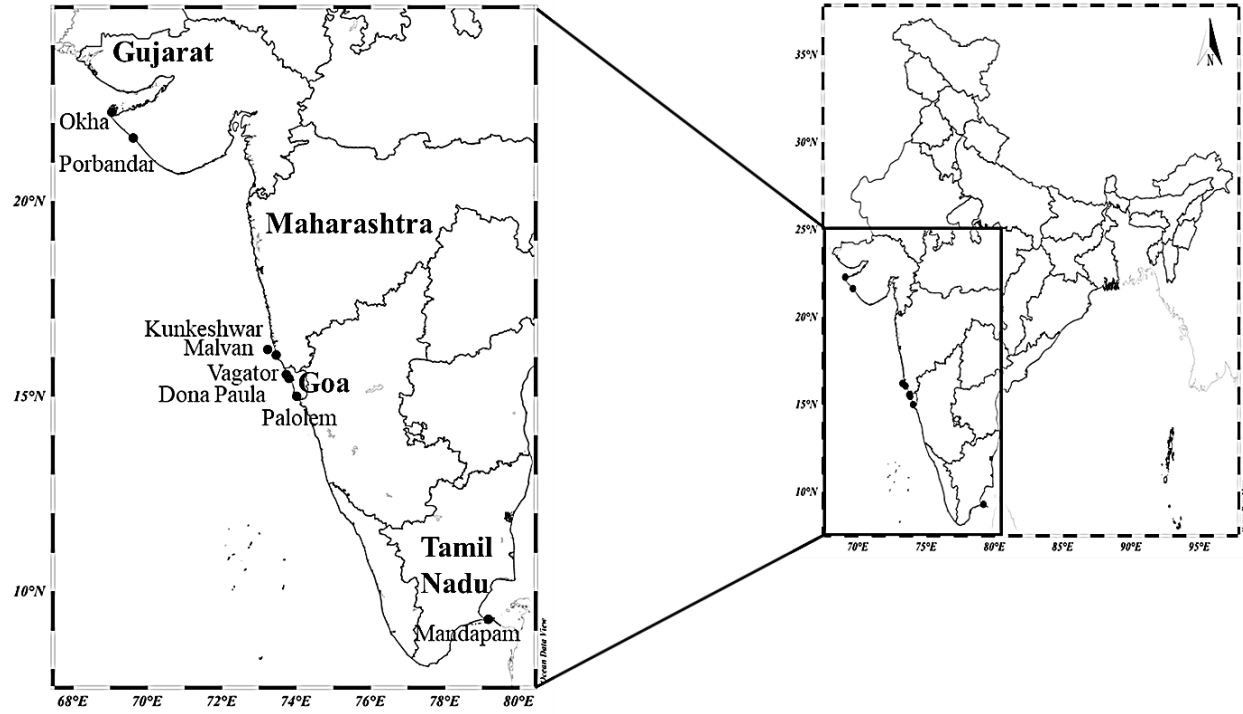 Gujarat
Okha
Porbandar
20°N
Maharashtra
Kunkeshwar
Malvan
Vagator
Goa
Dona Paula
15°N
Palolem
Tamil
Nadu
10°N
Mandapam
Ocean Data View
68°E 70°E 72°E 74°E 76°E 78°E 80°E
N
35°N
30°N
25°N
20°N
15°N
10°N
70°E 75°E 80°E 85°E 90°E 95°E